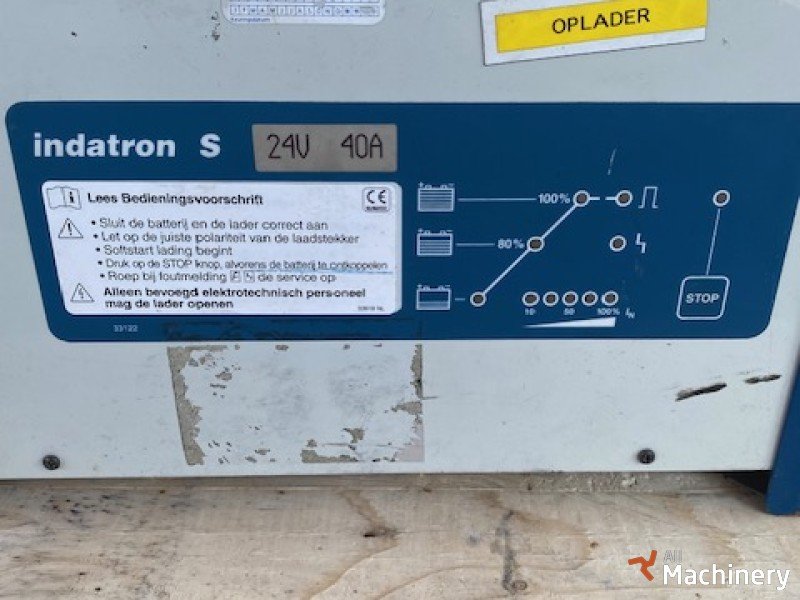 OPLADER
indatron S
24V 40A
Lees Bedieningsvoorschrift
CE
• Sluit de batterij en de lader correct aan
• Let op de juiste polariteit van de laadstekker
• Softstart lading begint
• Druk op de STOP knop, alvorens de batterij te ontkoppelen
• Roep bij foutmelding de service op
Alleen bevoegd elektrotechnisch personeel
mag de lader openen
100%
80%
10 50 100% IN
STOP
53/122
All
Machinery